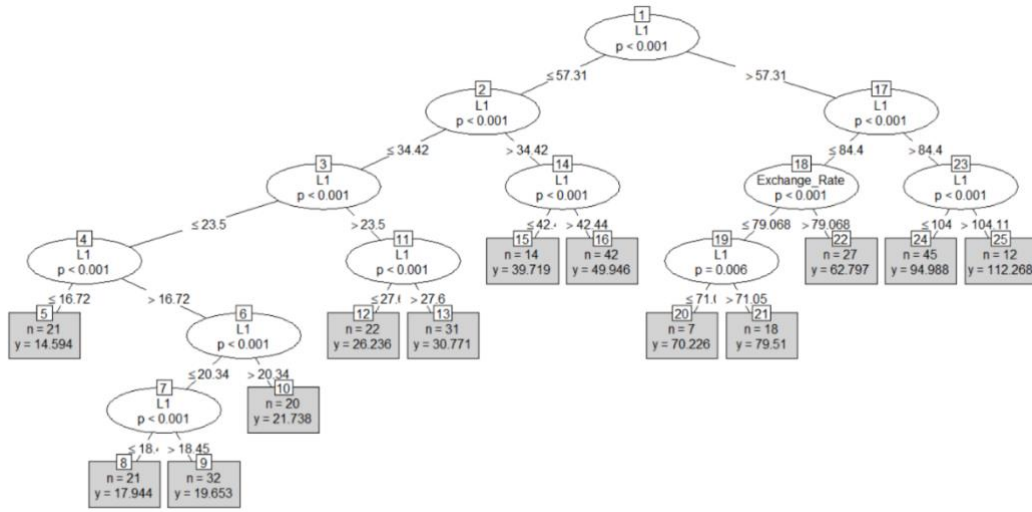 1
L1
p < 0.001
≤ 57.31
> 57.31
2
L1
p < 0.001
17
L1
p < 0.001
≤ 34.42
> 34.42
≤ 84.4
> 84.4
3
L1
p < 0.001
14
L1
p < 0.001
18
Exchange_Rate
p < 0.001
23
L1
p < 0.001
≤ 23.5
> 23.5
≤ 42.4
> 42.44
≤ 79.068
> 79.068
≤ 104
> 104.11
4
L1
p < 0.001
11
L1
p < 0.001
15
n = 14
y = 39.719
16
n = 42
y = 49.946
19
L1
p = 0.006
22
n = 27
y = 62.797
24
n = 45
y = 94.988
25
n = 12
y = 112.268
≤ 16.72
> 16.72
≤ 27.6
> 27.6
> 71.05
5
n = 21
y = 14.594
6
L1
p < 0.001
12
n = 22
y = 26.236
13
n = 31
y = 30.771
20
n = 7
y = 70.226
21
n = 18
y = 79.51
≤ 20.34
> 20.34
7
L1
p < 0.001
10
n = 20
y = 21.738
≤ 18.4
> 18.45
8
n = 21
y = 17.944
9
n = 32
y = 19.653